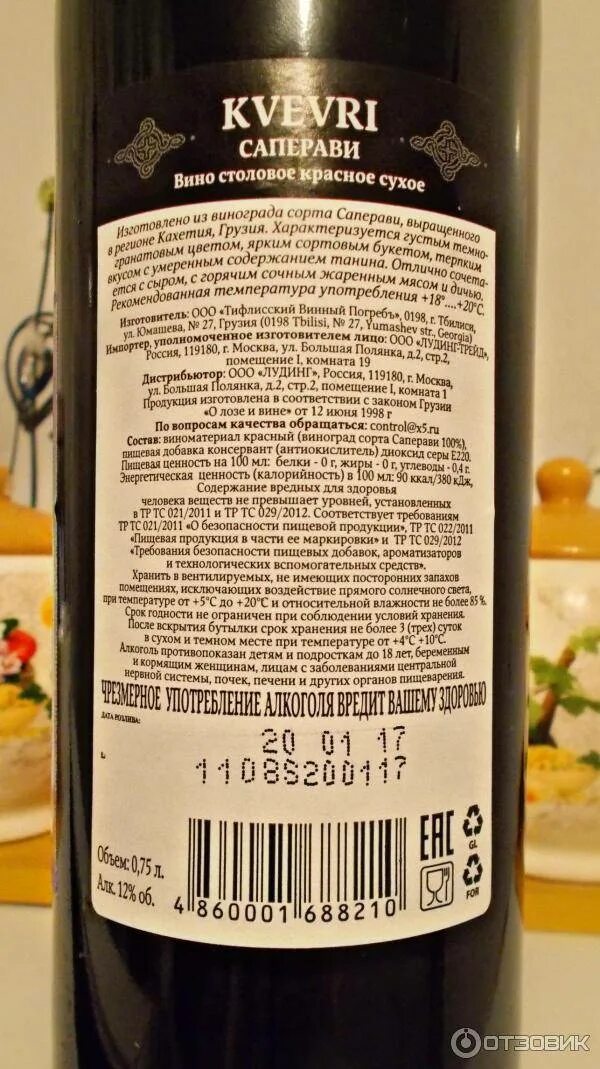 KVEVRI
САПЕРАВИ
Вино столовое красное сухое
Изготовлено из винограда сорта Саперави, выращенного
в регионе Кахетия, Грузия. Характеризуется густым темно-
гранатовым цветом, ярким сортовым букетом, терпким
вкусом с умеренным содержанием танина. Отлично сочета-
ется с сыром, с горячим сочным жаренным мясом и дичью.
Рекомендованная температура употребления +18°....+20°С.
Изготовитель: ООО «Тифлисский Винный Погребъ», 0198, г. Тбилиси,
ул. Юмашева, № 27, Грузия (0198 Tbilisi, № 27, Yumashev str., Georgia)
Импортер, уполномоченное изготовителем лицо: ООО «ЛУДИНГ-ТРЕЙД»,
Россия, 119180, г. Москва, ул. Большая Полянка, д.2, стр.2,
помещение I, комната 19
Дистрибьютор: ООО «ЛУДИНГ», Россия, 119180, г. Москва,
ул. Большая Полянка, д.2, стр.2, помещение I, комната 1
Продукция изготовлена в соответствии с законом Грузии
«О лозе и вине» от 12 июня 1998 г
По вопросам качества обращаться: control@x5.ru
Состав: виноматериал красный (виноград сорта Саперави 100%),
пищевая добавка консервант (антиокислитель) диоксид серы Е220.
Пищевая ценность на 100 мл: белки - 0 г, жиры - 0 г, углеводы - 0,4 г.
Энергетическая ценность (калорийность) в 100 мл: 90 ккал/380 кДж,
Содержание вредных для здоровья
человека веществ не превышает уровней, установленных
в ТР ТС 021/2011 и ТР ТС 029/2012. Соответствует требованиям
ТР ТС 021/2011 «О безопасности пищевой продукции», ТР ТС 022/2011
«Пищевая продукция в части ее маркировки» и ТР ТС 029/2012
«Требования безопасности пищевых добавок, ароматизаторов
и технологических вспомогательных средств».
Хранить в вентилируемых, не имеющих посторонних запахов
помещениях, исключающих воздействие прямого солнечного света,
при температуре от +5°С до +20°С и относительной влажности не более 85 %.
Срок годности не ограничен при соблюдении условий хранения.
После вскрытия бутылки срок хранения не более 3 (трех) суток
в сухом и темном месте при температуре от +4°С +10°С.
Алкоголь противопоказан детям и подросткам до 18 лет, беременным
и кормящим женщинам, лицам с заболеваниями центральной
нервной системы, почек, печени и других органов пищеварения.
ЧРЕЗМЕРНОЕ УПОТРЕБЛЕНИЕ АЛКОГОЛЯ ВРЕДИТ ВАШЕМУ ЗДОРОВЬЮ
ДАТА РОЗЛИВА:
20 01 17
L:
1108S200117
Объем: 0,75 л.
Алк. 12% об.
4 860001 688210
EAC
GL
FOR
ОТЗОВИК